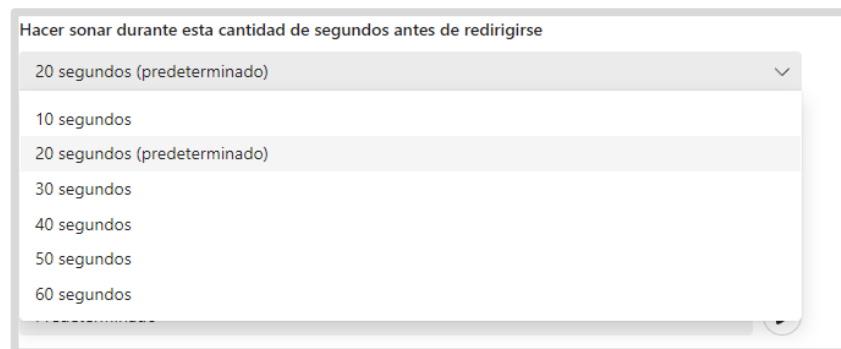 Hacer sonar durante esta cantidad de segundos antes de redirigirse
20 segundos (predeterminado)
10 segundos
20 segundos (predeterminado)
30 segundos
40 segundos
50 segundos
60 segundos